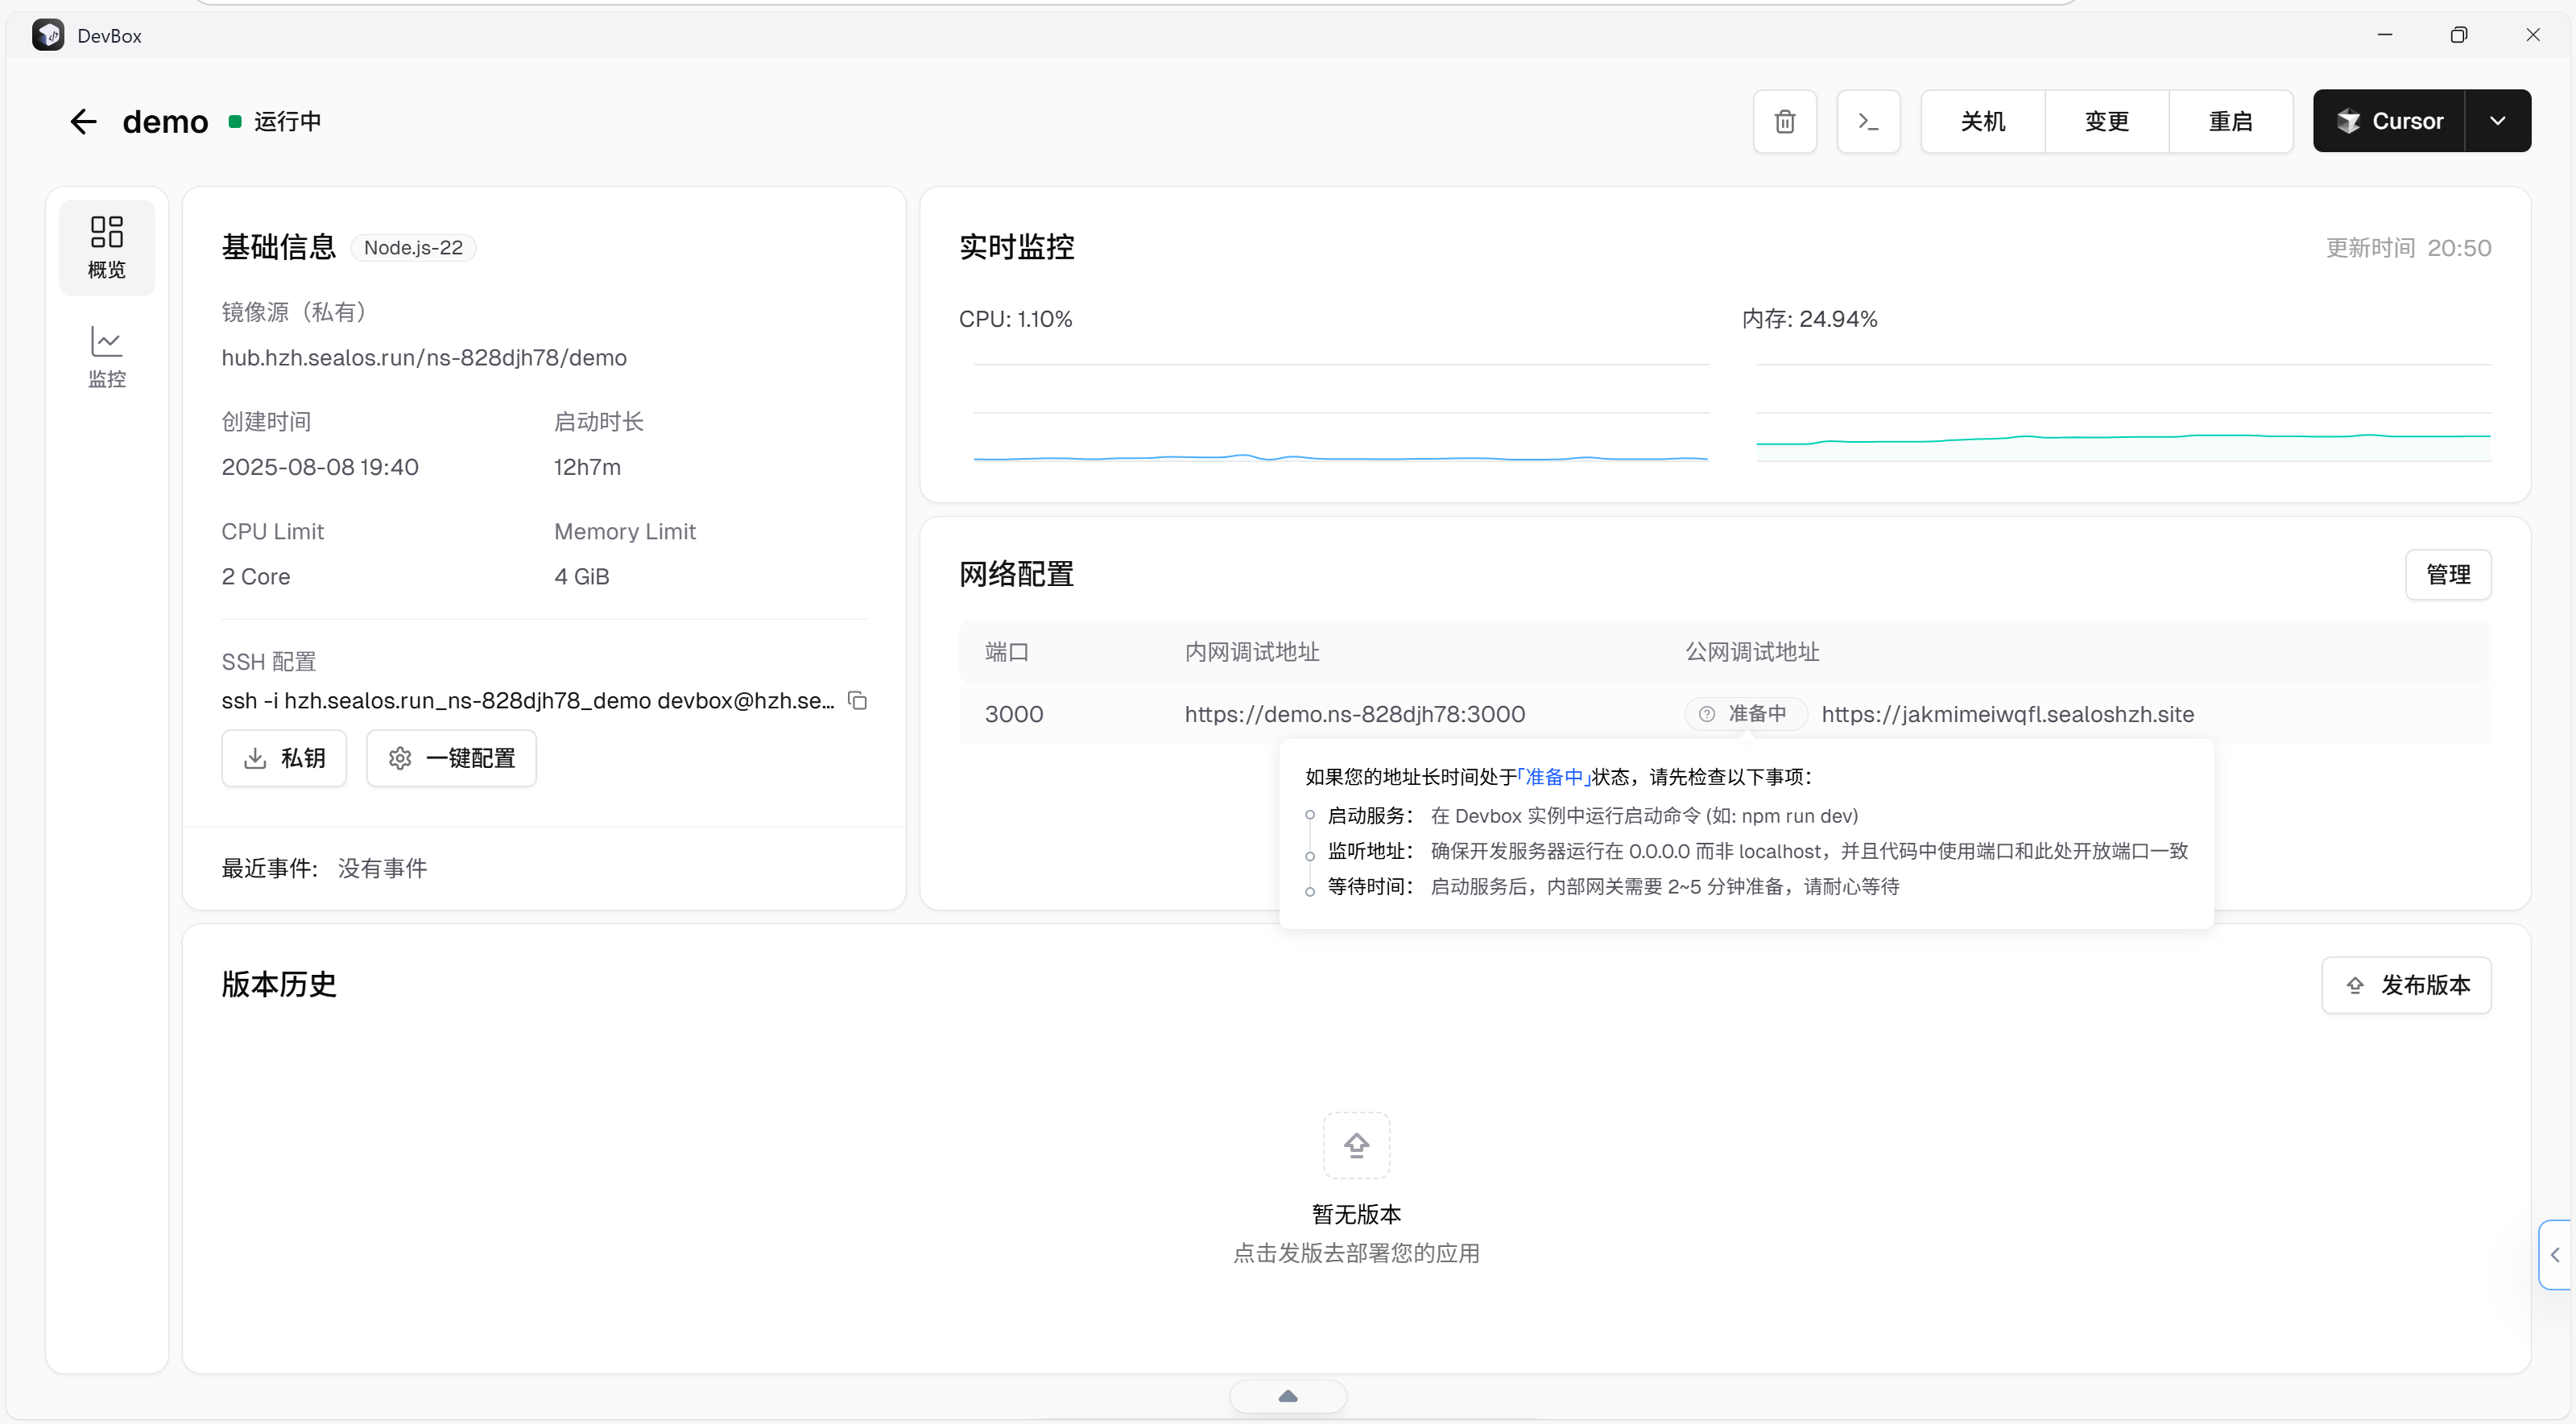 DevBox
demo 运行中
关机 变更 重启 Cursor
概览
监控
基础信息 Node.js-22
镜像源（私有）
hub.hzh.sealos.run/ns-828djh78/demo
创建时间 启动时长
2025-08-08 19:40 12h7m
CPU Limit Memory Limit
2 Core 4 GiB
SSH 配置
ssh -i hzh.sealos.run_ns-828djh78_demo devbox@hzh.se...
私钥 一键配置
最近事件: 没有事件
实时监控 更新时间 20:50
CPU: 1.10% 内存: 24.94%
网络配置 管理
端口 内网调试地址 公网调试地址
3000 https://demo.ns-828djh78:3000 准备中 https://jakmimeiwqfl.sealoshzh.site
如果您的地址长时间处于「准备中」状态，请先检查以下事项：
启动服务： 在 Devbox 实例中运行启动命令 (如: npm run dev)
监听地址： 确保开发服务器运行在 0.0.0.0 而非 localhost，并且代码中使用端口和此处开放端口一致
等待时间： 启动服务后，内部网关需要 2~5 分钟准备，请耐心等待
版本历史 发布版本
暂无版本
点击发版去部署您的应用